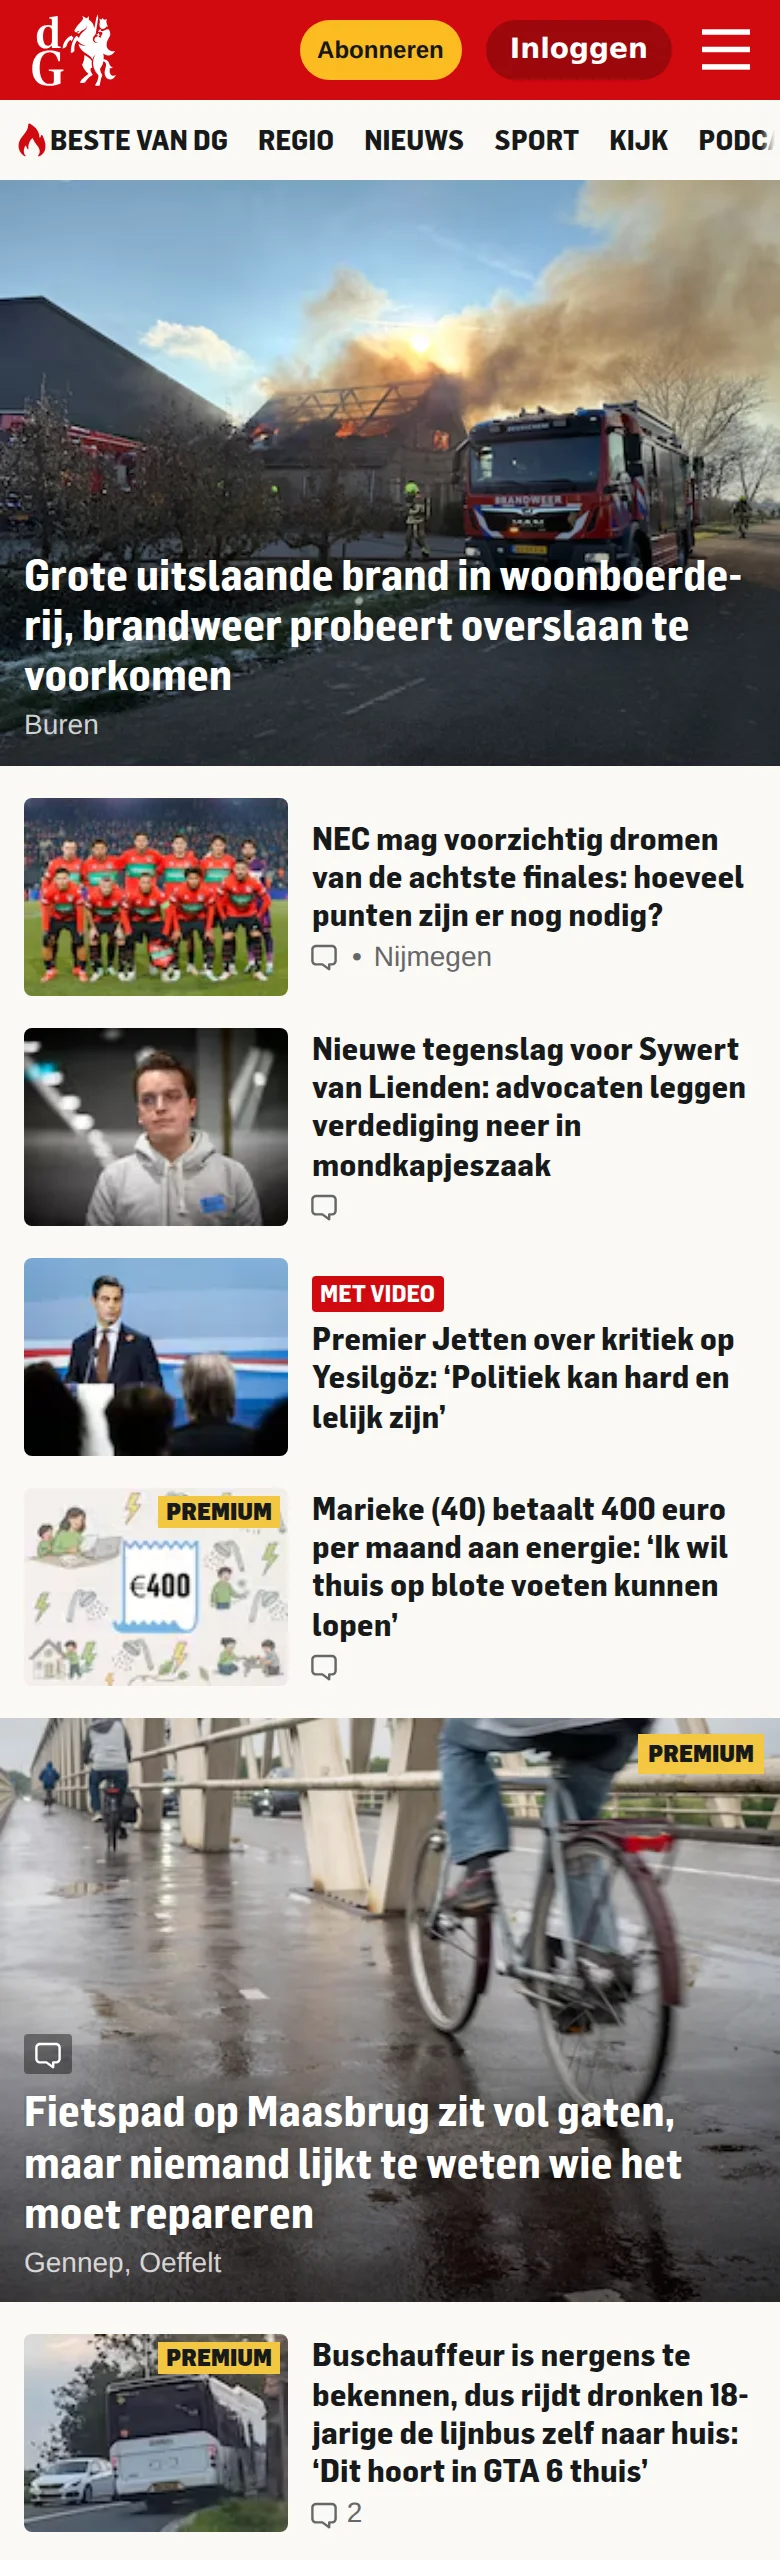 dG
Abonneren
Inloggen
BESTE VAN DG
REGIO
NIEUWS
SPORT
KIJK
PODCA
BRANDWEER
Grote uitslaande brand in woonboerde-
rij, brandweer probeert overslaan te
voorkomen
Buren
NEC mag voorzichtig dromen
van de achtste finales: hoeveel
punten zijn er nog nodig?
• Nijmegen
Nieuwe tegenslag voor Sywert
van Lienden: advocaten leggen
verdediging neer in
mondkapjeszaak
MET VIDEO
Premier Jetten over kritiek op
Yesilgöz: ‘Politiek kan hard en
lelijk zijn’
PREMIUM
€400
Marieke (40) betaalt 400 euro
per maand aan energie: ‘Ik wil
thuis op blote voeten kunnen
lopen’
PREMIUM
Fietspad op Maasbrug zit vol gaten,
maar niemand lijkt te weten wie het
moet repareren
Gennep, Oeffelt
PREMIUM
Buschauffeur is nergens te
bekennen, dus rijdt dronken 18-
jarige de lijnbus zelf naar huis:
‘Dit hoort in GTA 6 thuis’
2